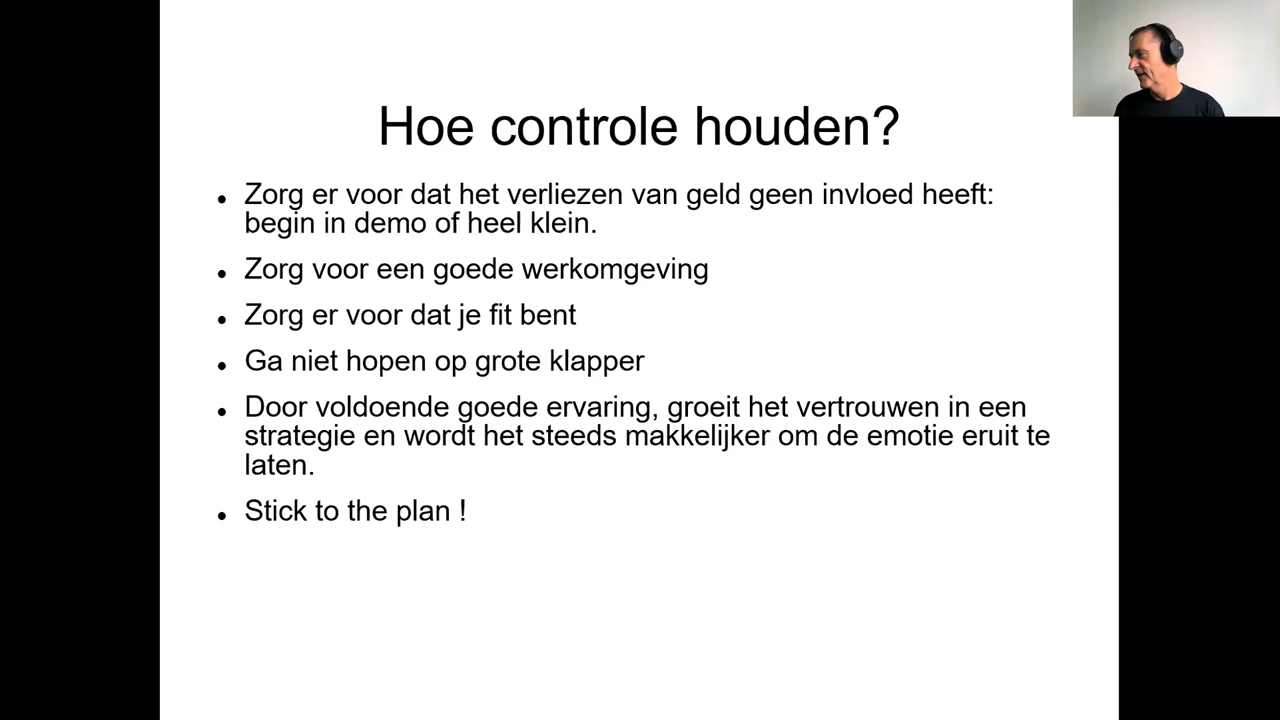 Hoe controle houden?
• Zorg er voor dat het verliezen van geld geen invloed heeft:
begin in demo of heel klein.
• Zorg voor een goede werkomgeving
• Zorg er voor dat je fit bent
• Ga niet hopen op grote klapper
• Door voldoende goede ervaring, groeit het vertrouwen in een
strategie en wordt het steeds makkelijker om de emotie eruit te
laten.
• Stick to the plan !